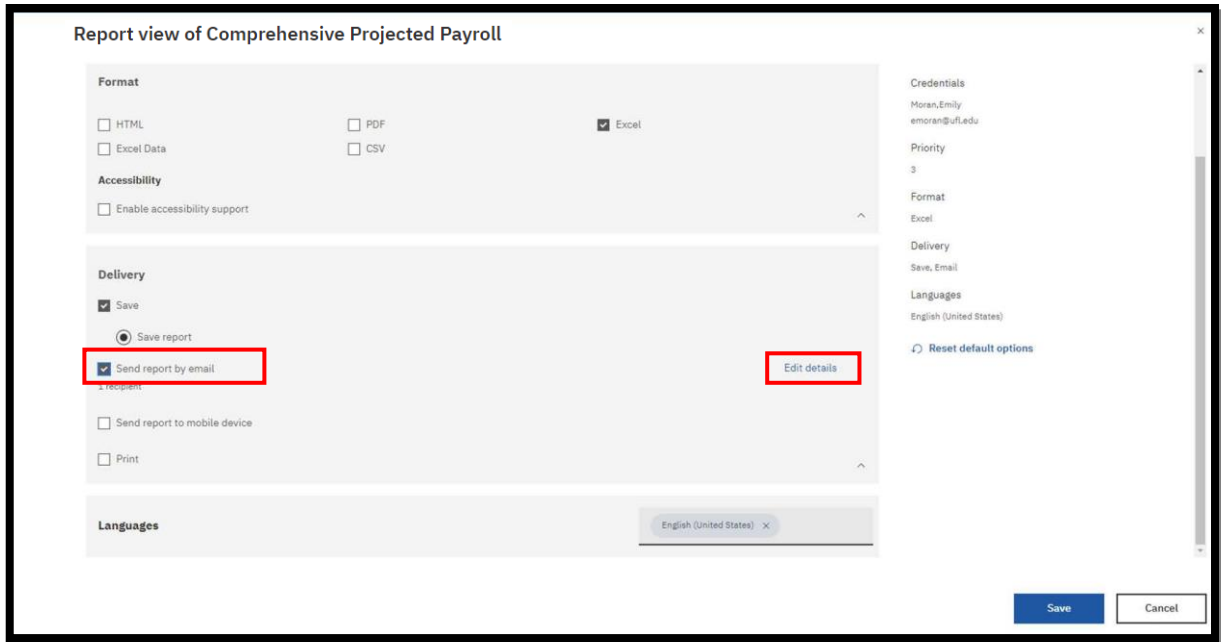 Report view of Comprehensive Projected Payroll
Format
HTML
PDF
Excel
Excel Data
CSV
Accessibility
Enable accessibility support
Delivery
Save
Save report
Send report by email
Edit details
1 recipient
Send report to mobile device
Print
Languages
English (United States) ×
Credentials
Moran,Emily
emoran@ufl.edu
Priority
3
Format
Excel
Delivery
Save, Email
Languages
English (United States)
Reset default options
Save
Cancel